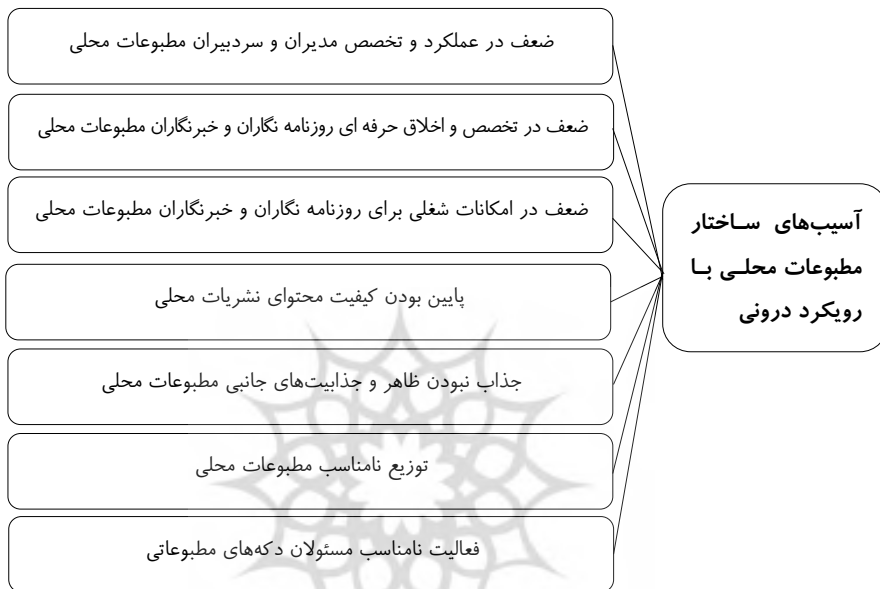 آسیب‌های ساختار
مطبوعات محلی با
رویکرد درونی
ضعف در عملکرد و تخصص مدیران و سردبیران مطبوعات محلی
ضعف در تخصص و اخلاق حرفه ای روزنامه نگاران و خبرنگاران مطبوعات محلی
ضعف در امکانات شغلی برای روزنامه نگاران و خبرنگاران مطبوعات محلی
پایین بودن کیفیت محتوای نشریات محلی
جذاب نبودن ظاهر و جذابیت‌های جانبی مطبوعات محلی
توزیع نامناسب مطبوعات محلی
فعالیت نامناسب مسئولان دکه‌های مطبوعاتی